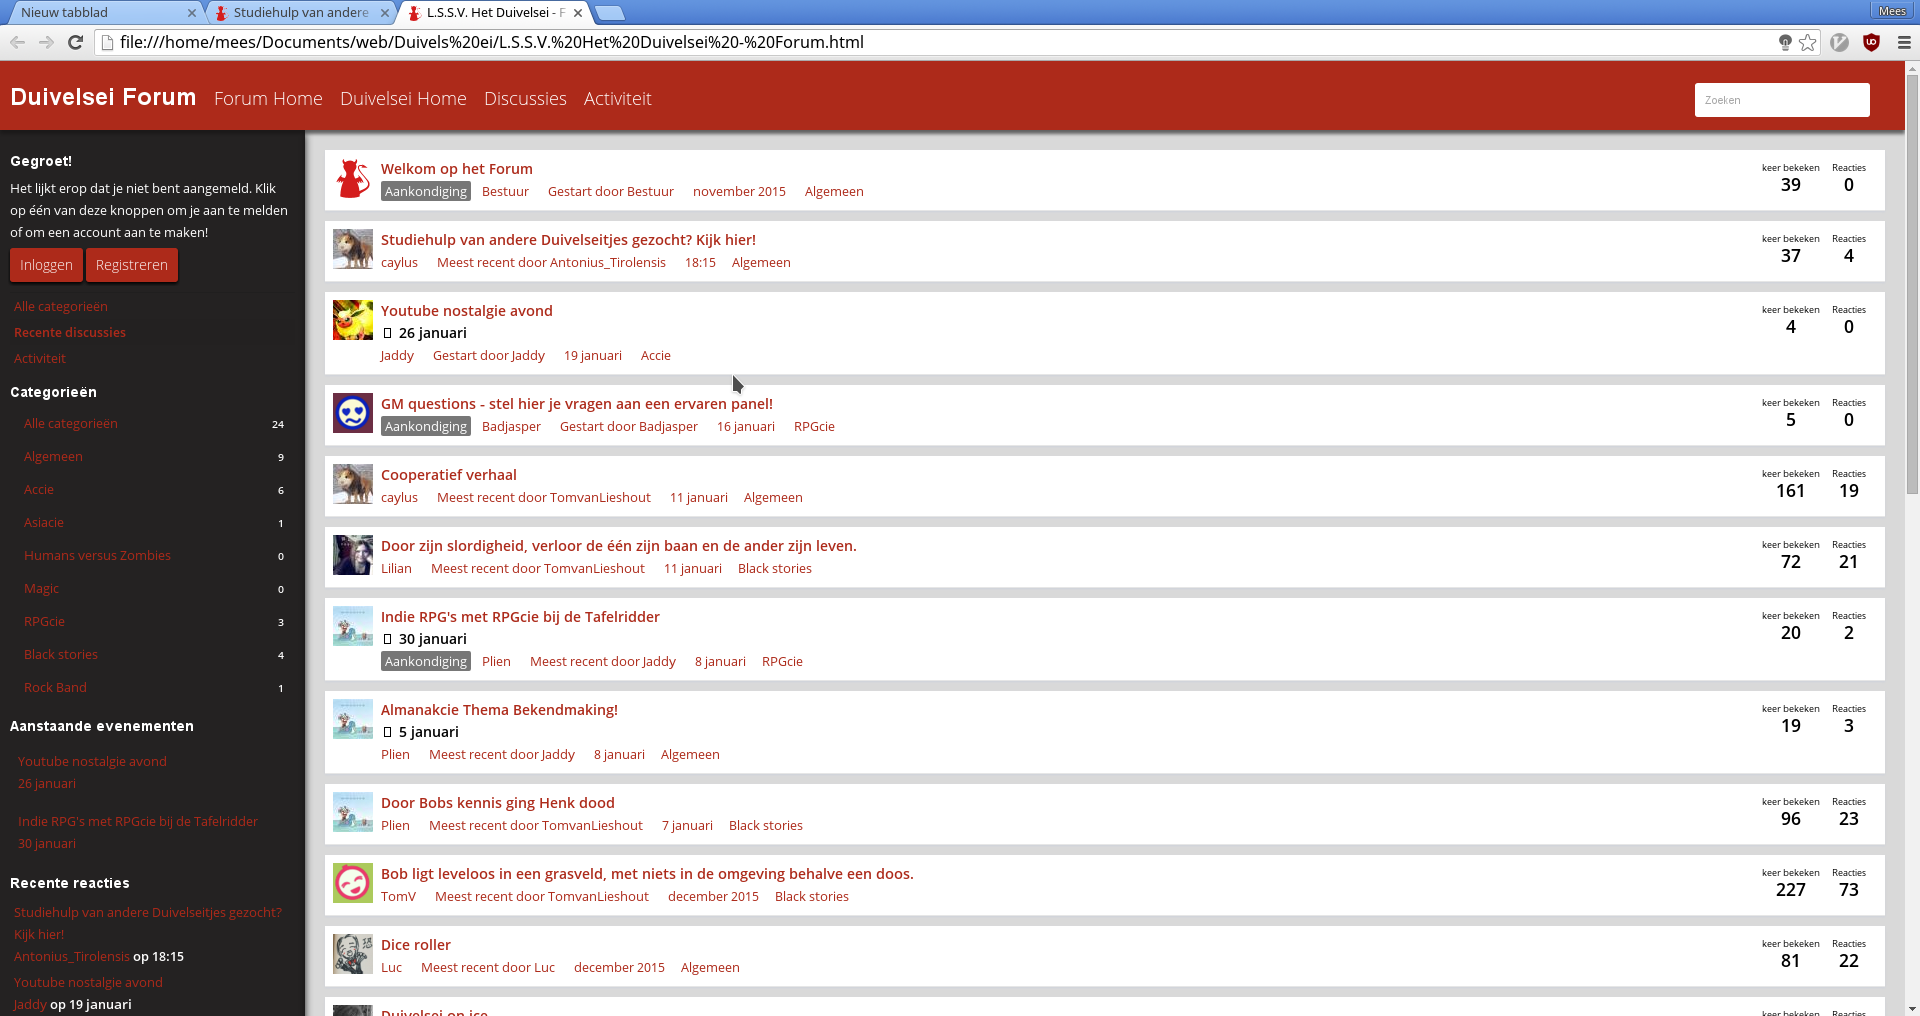 Nieuw tabblad
Studiehulp van andere
L.S.S.V. Het Duivelsei - F
Mees
file:///home/mees/Documents/web/Duivels%20ei/L.S.S.V.%20Het%20Duivelsei%20-%20Forum.html
Duivelsei Forum Forum Home Duivelsei Home Discussies Activiteit
Zoeken
Gegroet!
Het lijkt erop dat je niet bent aangemeld. Klik
op één van deze knoppen om je aan te melden
of om een account aan te maken!
Inloggen Registreren
Alle categorieën
Recente discussies
Activiteit
Categorieën
Alle categorieën 24
Algemeen 9
Accie 6
Asiacie 1
Humans versus Zombies 0
Magic 0
RPGcie 3
Black stories 4
Rock Band 1
Aanstaande evenementen
Youtube nostalgie avond
26 januari
Indie RPG's met RPGcie bij de Tafelridder
30 januari
Recente reacties
Studiehulp van andere Duivelseitjes gezocht?
Kijk hier!
Antonius_Tirolensis op 18:15
Youtube nostalgie avond
Jaddy op 19 januari
Welkom op het Forum
Aankondiging Bestuur Gestart door Bestuur november 2015 Algemeen
keer bekeken Reacties
39 0
Studiehulp van andere Duivelseitjes gezocht? Kijk hier!
caylus Meest recent door Antonius_Tirolensis 18:15 Algemeen
keer bekeken Reacties
37 4
Youtube nostalgie avond
26 januari
Jaddy Gestart door Jaddy 19 januari Accie
keer bekeken Reacties
4 0
GM questions - stel hier je vragen aan een ervaren panel!
Aankondiging Badjasper Gestart door Badjasper 16 januari RPGcie
keer bekeken Reacties
5 0
Cooperatief verhaal
caylus Meest recent door TomvanLieshout 11 januari Algemeen
keer bekeken Reacties
161 19
Door zijn slordigheid, verloor de één zijn baan en de ander zijn leven.
Lilian Meest recent door TomvanLieshout 11 januari Black stories
keer bekeken Reacties
72 21
Indie RPG's met RPGcie bij de Tafelridder
30 januari
Aankondiging Plien Meest recent door Jaddy 8 januari RPGcie
keer bekeken Reacties
20 2
Almanakcie Thema Bekendmaking!
5 januari
Plien Meest recent door Jaddy 8 januari Algemeen
keer bekeken Reacties
19 3
Door Bobs kennis ging Henk dood
Plien Meest recent door TomvanLieshout 7 januari Black stories
keer bekeken Reacties
96 23
Bob ligt leveloos in een grasveld, met niets in de omgeving behalve een doos.
TomV Meest recent door TomvanLieshout december 2015 Black stories
keer bekeken Reacties
227 73
Dice roller
Luc Meest recent door Luc december 2015 Algemeen
keer bekeken Reacties
81 22
Duivelsei on ice
keer bekeken Reacties